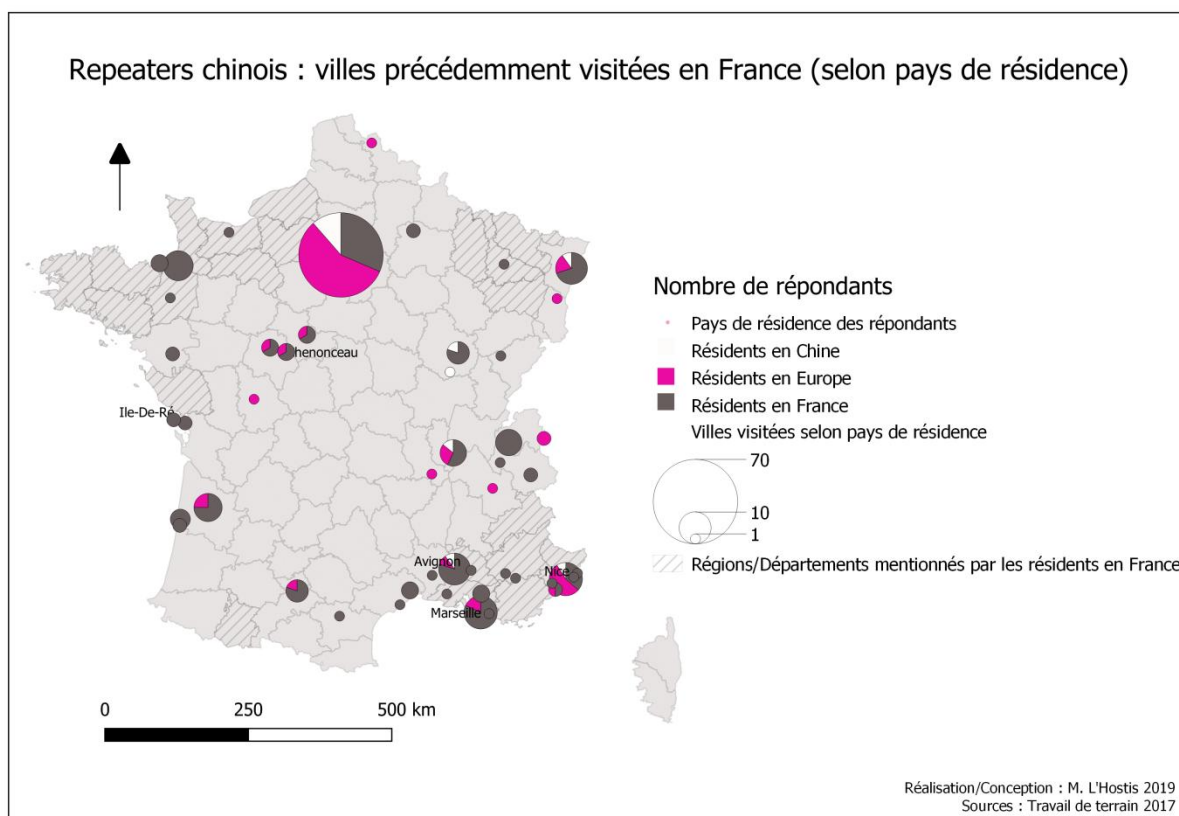 Repeaters chinois : villes précédemment visitées en France (selon pays de résidence)
henonceau
Ile-De-Ré
Avignon
Nice
Marseille
0 250 500 km
Nombre de répondants
Pays de résidence des répondants
Résidents en Chine
Résidents en Europe
Résidents en France
Villes visitées selon pays de résidence
70
10
1
Régions/Départements mentionnés par les résidents en France
Réalisation/Conception : M. L'Hostis 2019
Sources : Travail de terrain 2017